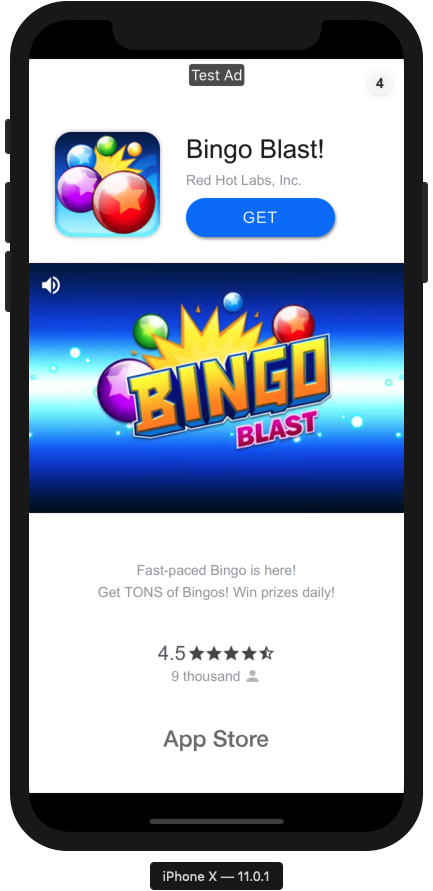 Test Ad
4
Bingo Blast!
Red Hot Labs, Inc.
GET
BINGO
BLAST
Fast-paced Bingo is here!
Get TONS of Bingos! Win prizes daily!
4.5
9 thousand
App Store
iPhone X — 11.0.1